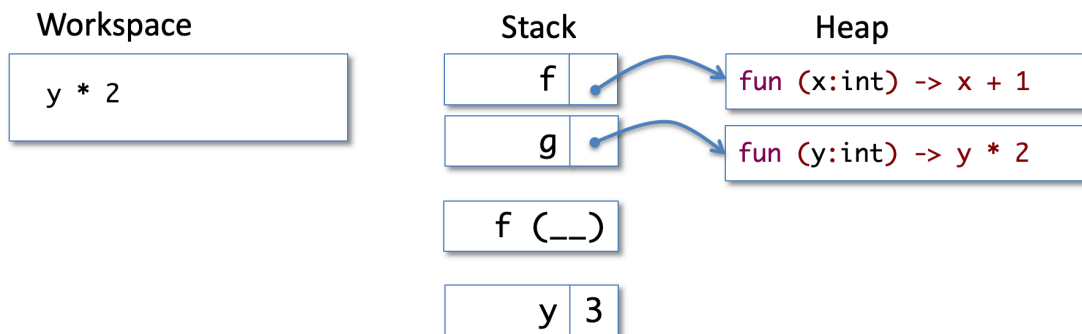 Workspace
y * 2
Stack
f
g
f (__)
y 3
Heap
fun (x:int) -> x + 1
fun (y:int) -> y * 2